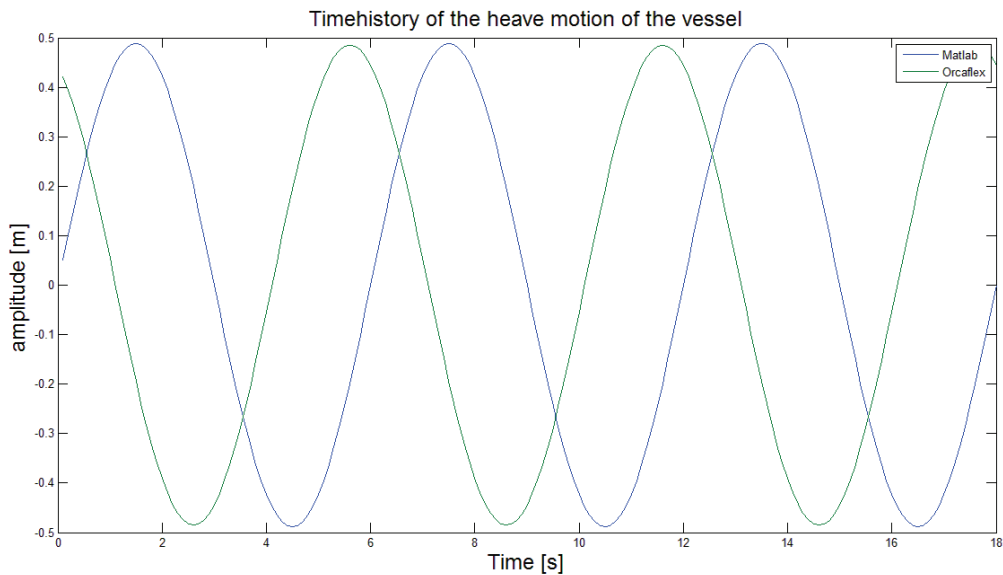 Timehistory of the heave motion of the vessel
Matlab
Orcaflex
amplitude [m]
0.5
0.4
0.3
0.2
0.1
0
-0.1
-0.2
-0.3
-0.4
-0.5
0 2 4 6 8 10 12 14 16 18
Time [s]